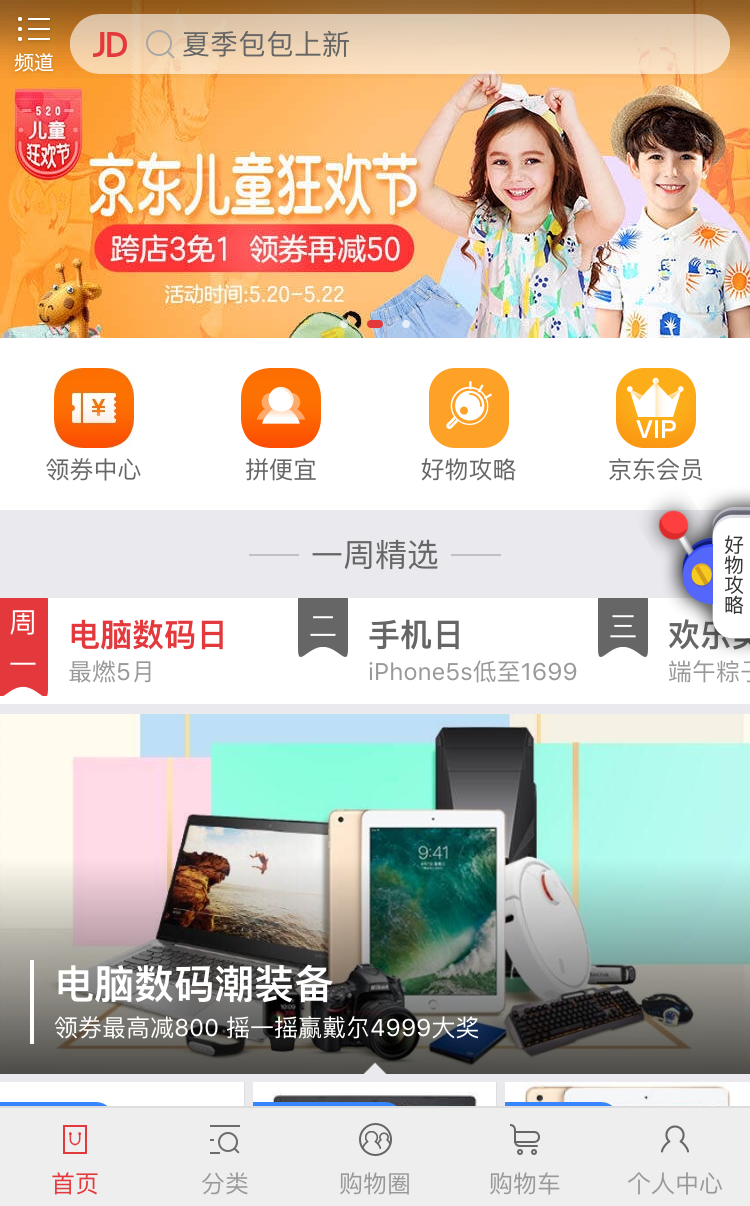 JD
夏季包包上新
频道
520
儿童
狂欢节
京东儿童狂欢节
跨店3免1 领券再减50
活动时间:5.20-5.22
¥
VIP
领券中心
拼便宜
好物攻略
京东会员
一周精选
好物攻略
周一
电脑数码日
最燃5月
二
手机日
iPhone5s低至1699
三
欢乐
端午粽
9:41
电脑数码潮装备
领券最高减800 摇一摇赢戴尔4999大奖
首页
分类
购物圈
购物车
个人中心